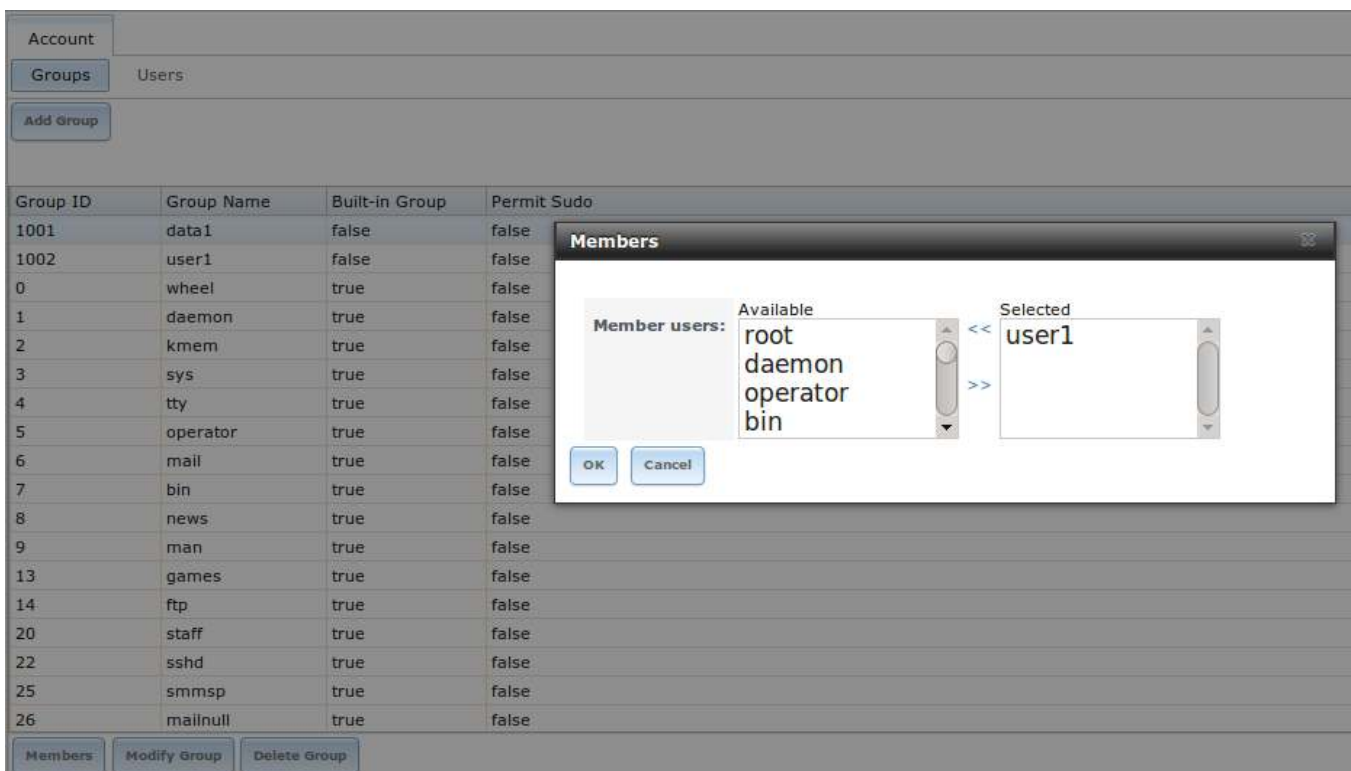 Account
Groups Users
Add Group
Group ID Group Name Built-in Group Permit Sudo
1001 data1 false false
1002 user1 false false
0 wheel true false
1 daemon true false
2 kmem true false
3 sys true false
4 tty true false
5 operator true false
6 mail true false
7 bin true false
8 news true false
9 man true false
13 games true false
14 ftp true false
20 staff true false
22 sshd true false
25 smmsp true false
26 mailnull true false
Members Modify Group Delete Group
Members
Available Selected
Member users:
root
daemon
operator
bin
<<
>>
user1
OK Cancel